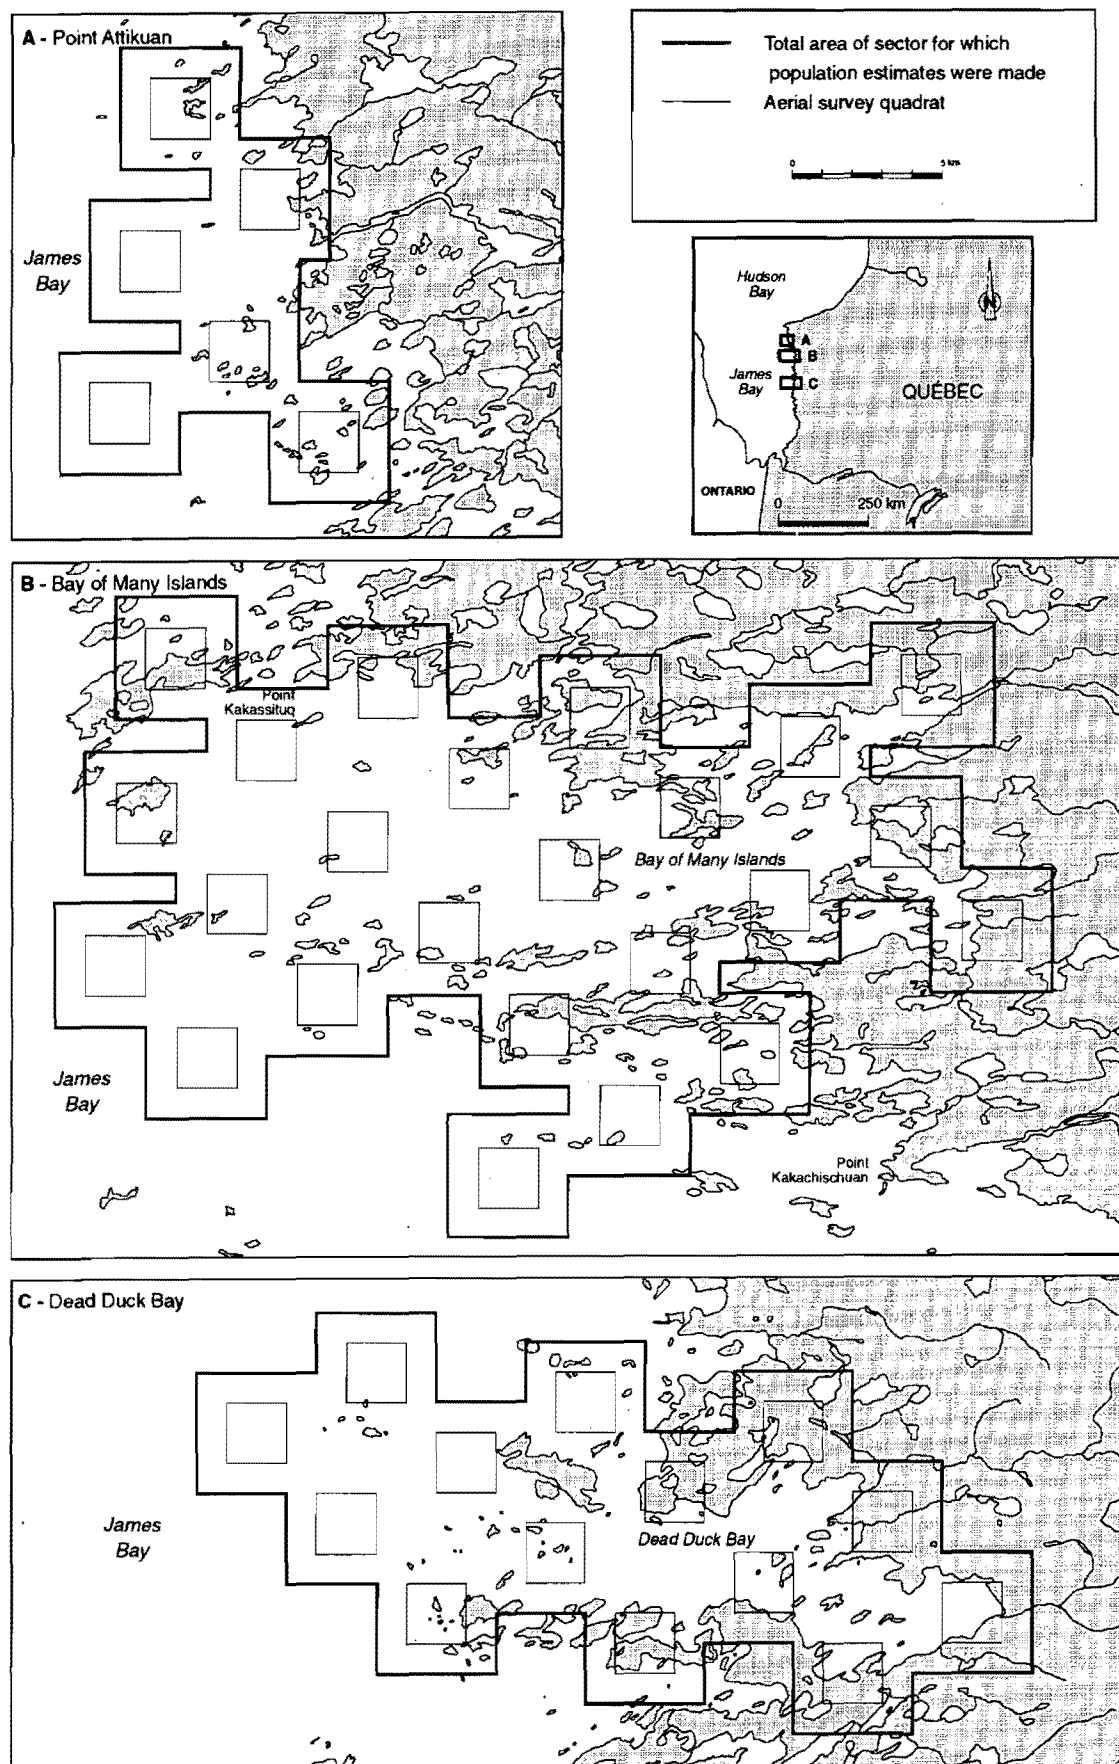 A - Point Attikuan
James
Bay
Total area of sector for which
population estimates were made
Aerial survey quadrat
0 5 km
Hudson
Bay
N
A
B
James
Bay
C
QUÉBEC
ONTARIO
0 250 km
B - Bay of Many Islands
Point
Kakassituq
Bay of Many Islands
James
Bay
Point
Kakachischuan
C - Dead Duck Bay
James
Bay
Dead Duck Bay